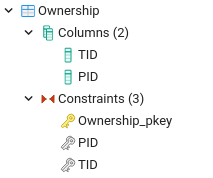 Ownership
Columns (2)
TID
PID
Constraints (3)
Ownership_pkey
PID
TID